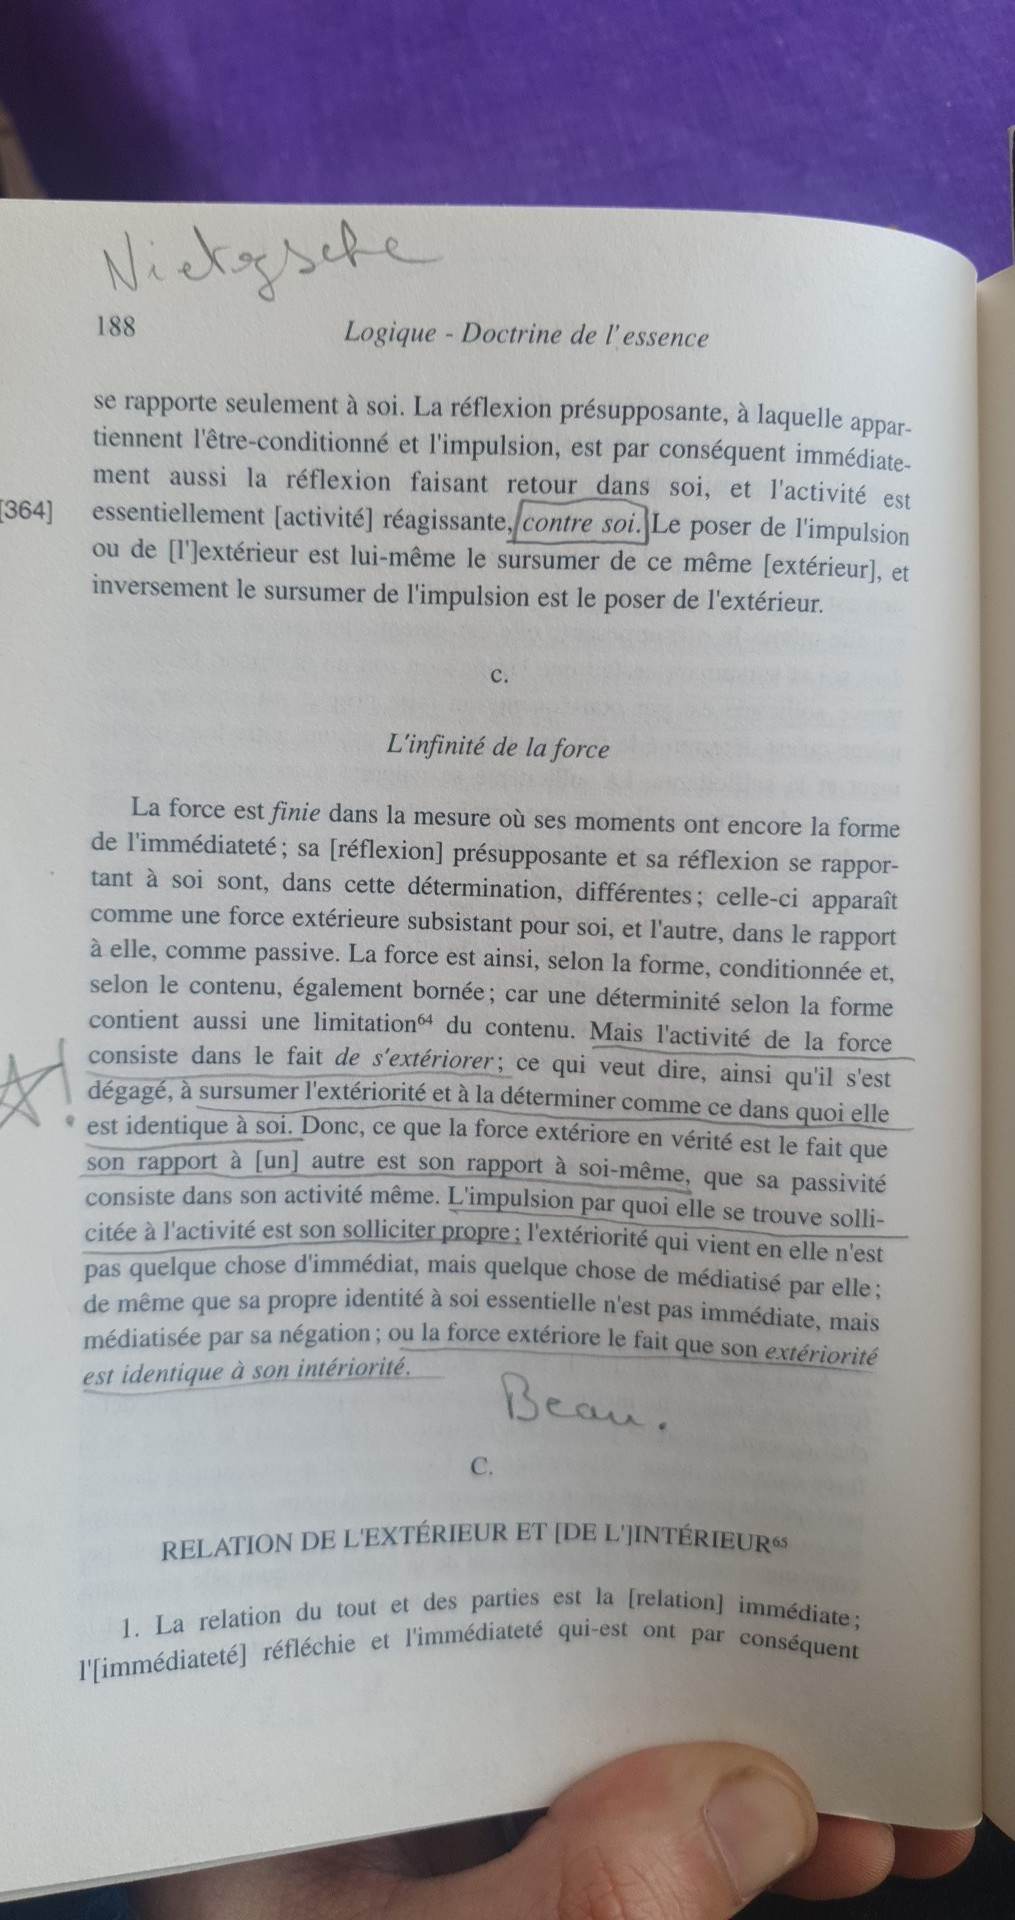 Nietzsche
188
Logique - Doctrine de l'essence
se rapporte seulement à soi. La réflexion présupposante, à laquelle appar-
tiennent l'être-conditionné et l'impulsion, est par conséquent immédiate-
ment aussi la réflexion faisant retour dans soi, et l'activité est
[364] essentiellement [activité] réagissante, contre soi. Le poser de l'impulsion
ou de [l']extérieur est lui-même le sursumer de ce même [extérieur], et
inversement le sursumer de l'impulsion est le poser de l'extérieur.
c.
L'infinité de la force
La force est finie dans la mesure où ses moments ont encore la forme
de l'immédiateté ; sa [réflexion] présupposante et sa réflexion se rappor-
tant à soi sont, dans cette détermination, différentes ; celle-ci apparaît
comme une force extérieure subsistant pour soi, et l'autre, dans le rapport
à elle, comme passive. La force est ainsi, selon la forme, conditionnée et,
selon le contenu, également bornée ; car une déterminité selon la forme
contient aussi une limitation⁶⁴ du contenu. Mais l'activité de la force
consiste dans le fait de s'extérioriser ; ce qui veut dire, ainsi qu'il s'est
dégagé, à sursumer l'extériorité et à la déterminer comme ce dans quoi elle
est identique à soi. Donc, ce que la force extériore en vérité est le fait que
son rapport à [un] autre est son rapport à soi-même, que sa passivité
consiste dans son activité même. L'impulsion par quoi elle se trouve solli-
citée à l'activité est son solliciter propre ; l'extériorité qui vient en elle n'est
pas quelque chose d'immédiat, mais quelque chose de médiatisé par elle ;
de même que sa propre identité à soi essentielle n'est pas immédiate, mais
médiatisée par sa négation ; ou la force extériore le fait que son extériorité
est identique à son intériorité.
Beau.
C.
RELATION DE L'EXTÉRIEUR ET [DE L']INTÉRIEUR⁶⁵
1. La relation du tout et des parties est la [relation] immédiate ;
l'[immédiateté] réfléchie et l'immédiateté qui-est ont par conséquent